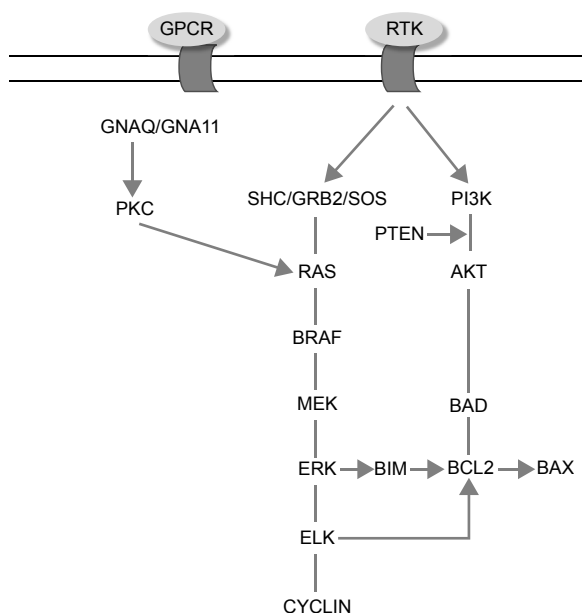 GPCR RTK
GNAQ/GNA11
PKC SHC/GRB2/SOS PI3K
PTEN
RAS AKT
BRAF
MEK BAD
ERK BIM BCL2 BAX
ELK
CYCLIN